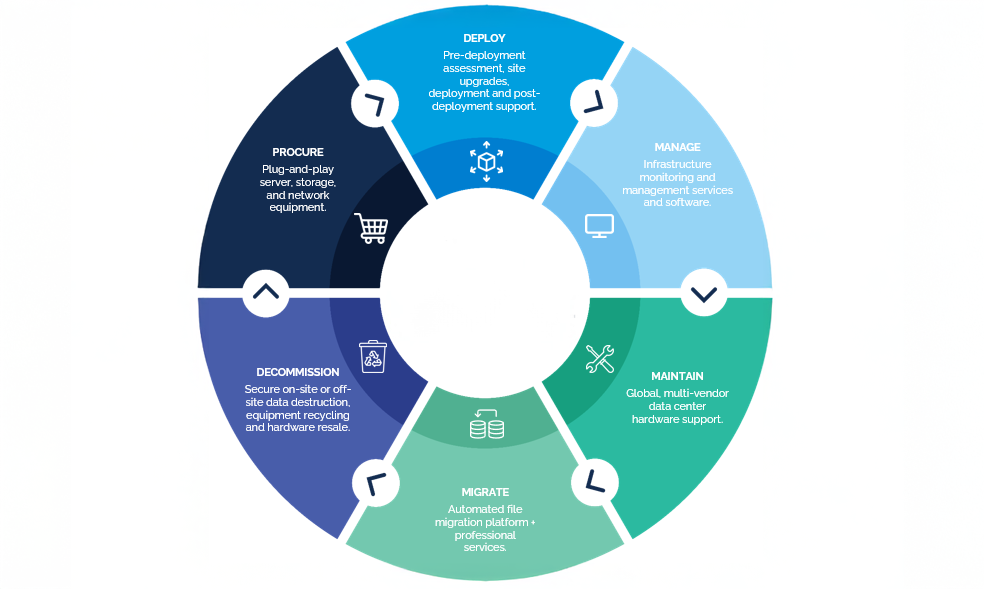 DEPLOY
Pre-deployment
assessment, site
upgrades,
deployment and post-
deployment support.
MANAGE
Infrastructure
monitoring and
management services
and software.
MAINTAIN
Global, multi-vendor
data center
hardware support.
MIGRATE
Automated file
migration platform +
professional
services.
DECOMMISSION
Secure on-site or off-
site data destruction,
equipment recycling
and hardware resale.
PROCURE
Plug-and-play
server, storage,
and network
equipment.